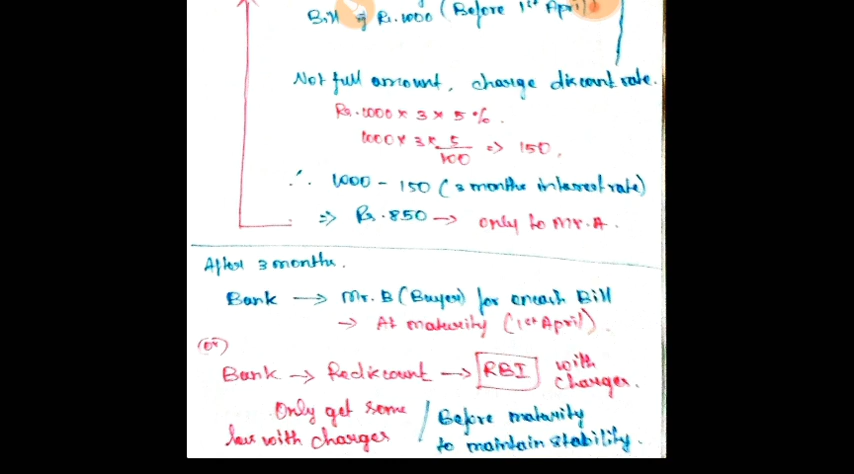 Bill of Rs.1000 (Before 1st April)
Not full amount, charge discount rate.
Rs.1000 x 3 x 5%.
1000 x 3 x 5/100 => 150.
∴ 1000 - 150 (3 months interest rate)
=> Rs.850 → only to Mr.A.
After 3 months.
Bank → Mr.B (Buyer) for encash Bill
→ At maturity (1st April).
(or)
Bank → Rediscount → RBI with charges.
Only get some / Before maturity
less with charges to maintain stability.